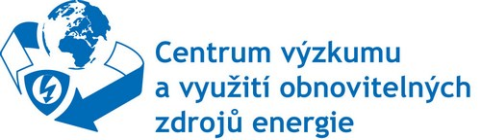 Centrum výzkumu
a využití obnovitelných
zdrojů energie